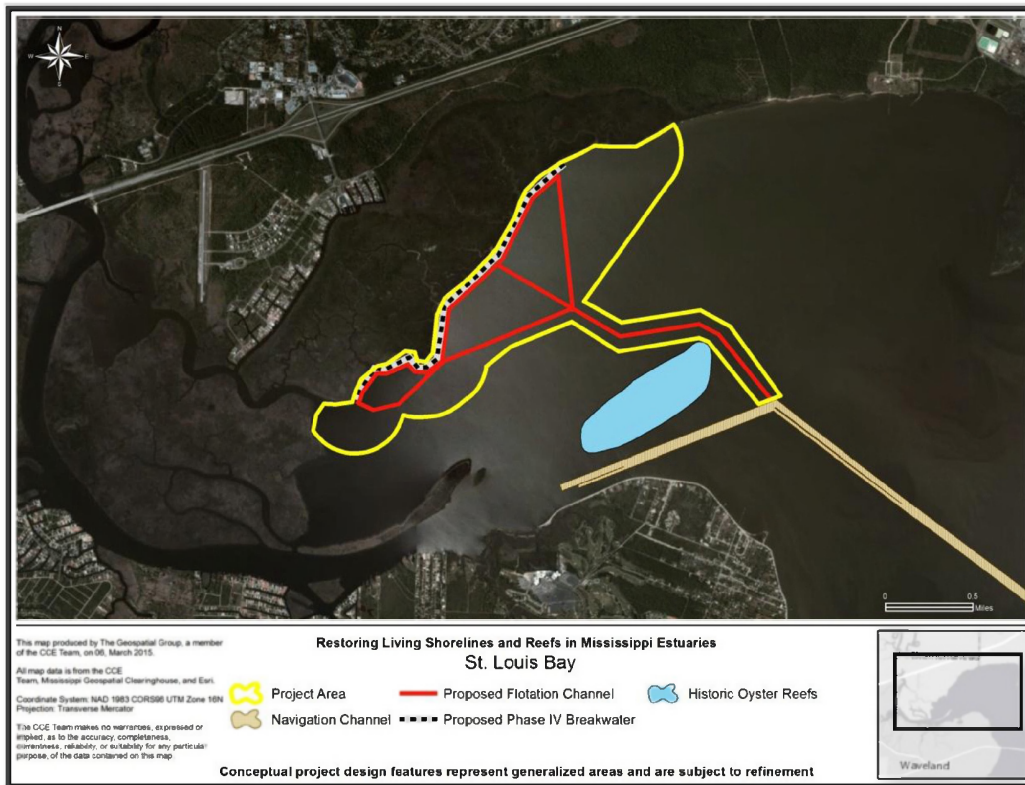 N
W
E
S
0
0.5
Miles
This map produced by The Geospatial Group, a member
of the CCE Team, on 06, March 2015.
All map data is from the CCE
Team, Mississippi Geospatial Clearinghouse, and Esri.
Coordinate System: NAD 1983 CORS96 UTM Zone 16N
Projection: Transverse Mercator
The CCE Team makes no warranties, expressed or
implied, as to the accuracy, completeness,
currentness, reliability, or suitability for any particular
purpose, of the data contained on this map
Restoring Living Shorelines and Reefs in Mississippi Estuaries
St. Louis Bay
Project Area
Proposed Flotation Channel
Historic Oyster Reefs
Navigation Channel
Proposed Phase IV Breakwater
Conceptual project design features represent generalized areas and are subject to refinement
Waveland